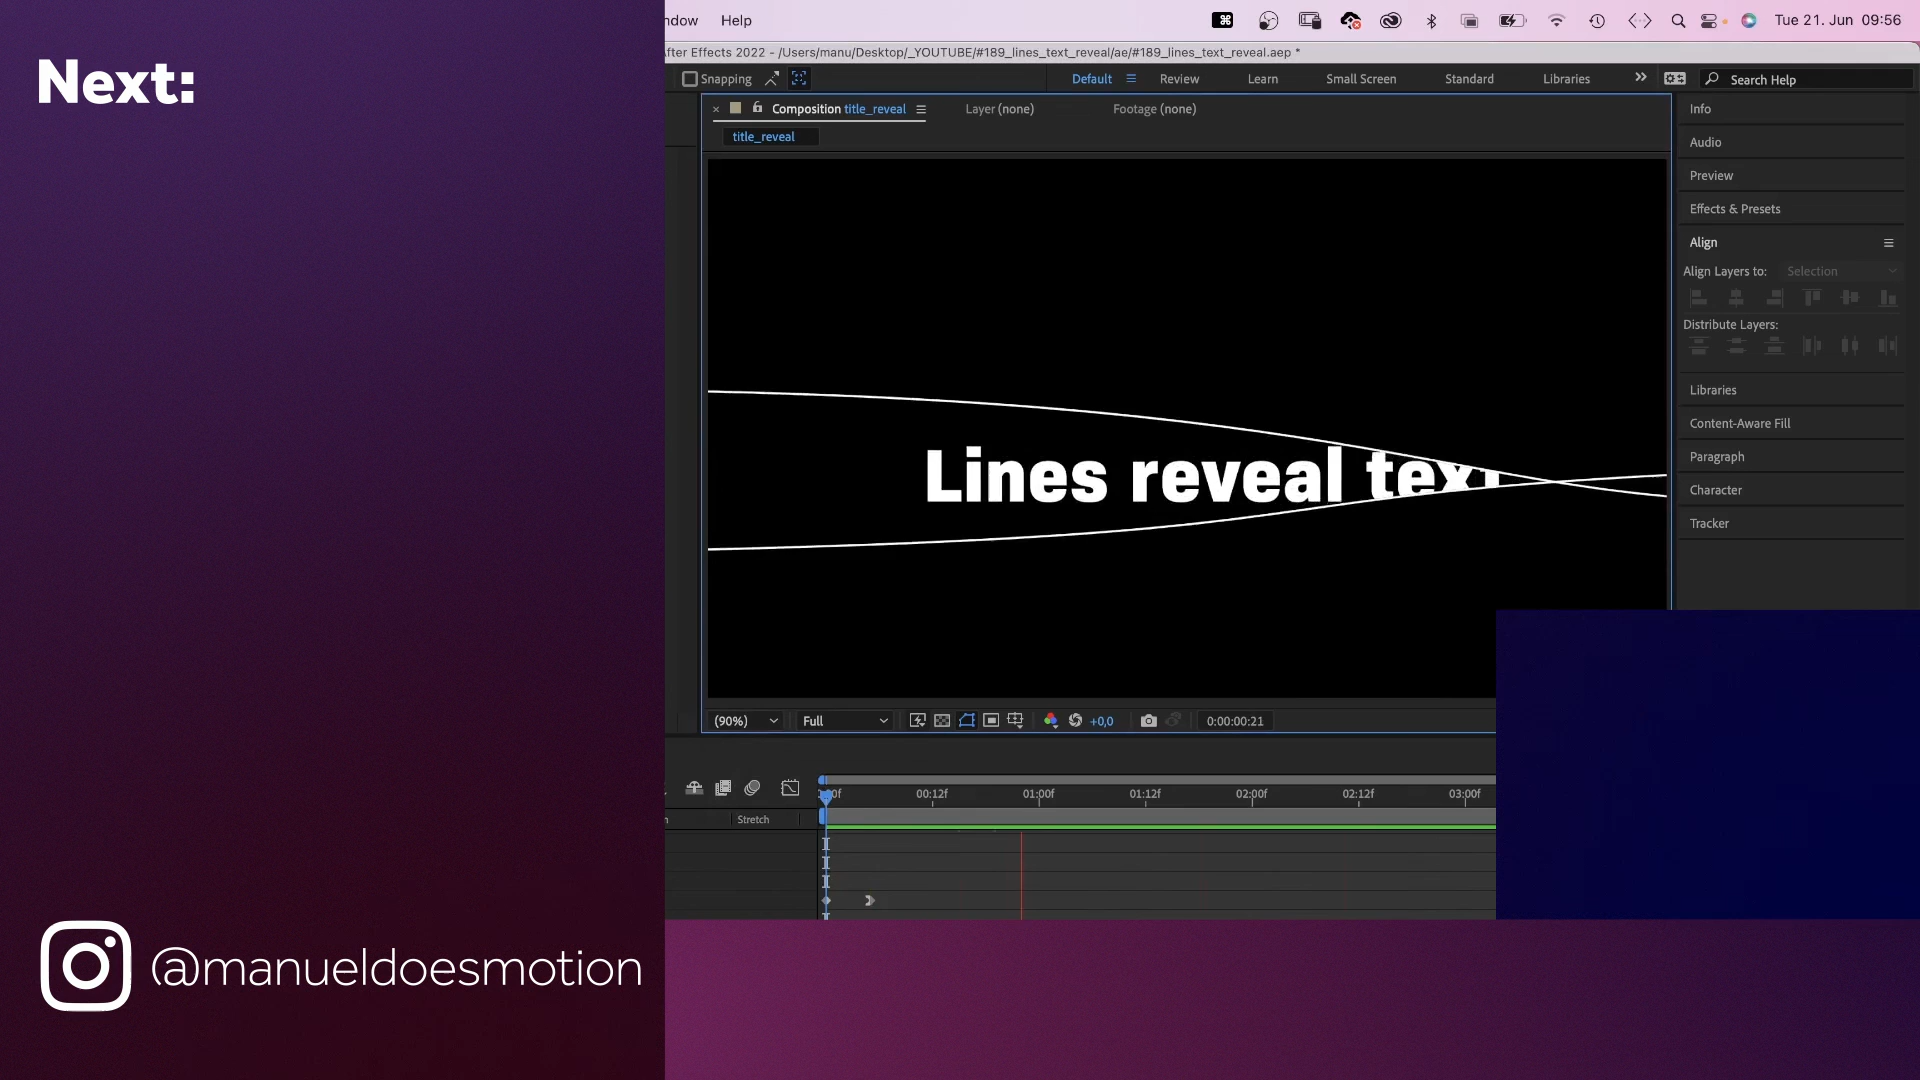 Next:
ndow Help
Tue 21. Jun 09:56
fter Effects 2022 - /Users/manu/Desktop/_YOUTUBE/#189_lines_text_reveal/ae/#189_lines_text_reveal.aep *
Snapping
Default Review Learn Small Screen Standard Libraries
Search Help
Composition title_reveal
Layer (none)
Footage (none)
title_reveal
Info
Audio
Preview
Effects & Presets
Align
Align Layers to: Selection
Distribute Layers:
Libraries
Content-Aware Fill
Paragraph
Character
Tracker
Lines reveal text
(90%) Full +0,0 0:00:00:21
00f 00:12f 01:00f 01:12f 02:00f 02:12f 03:00f
Stretch
@manueldoesmotion